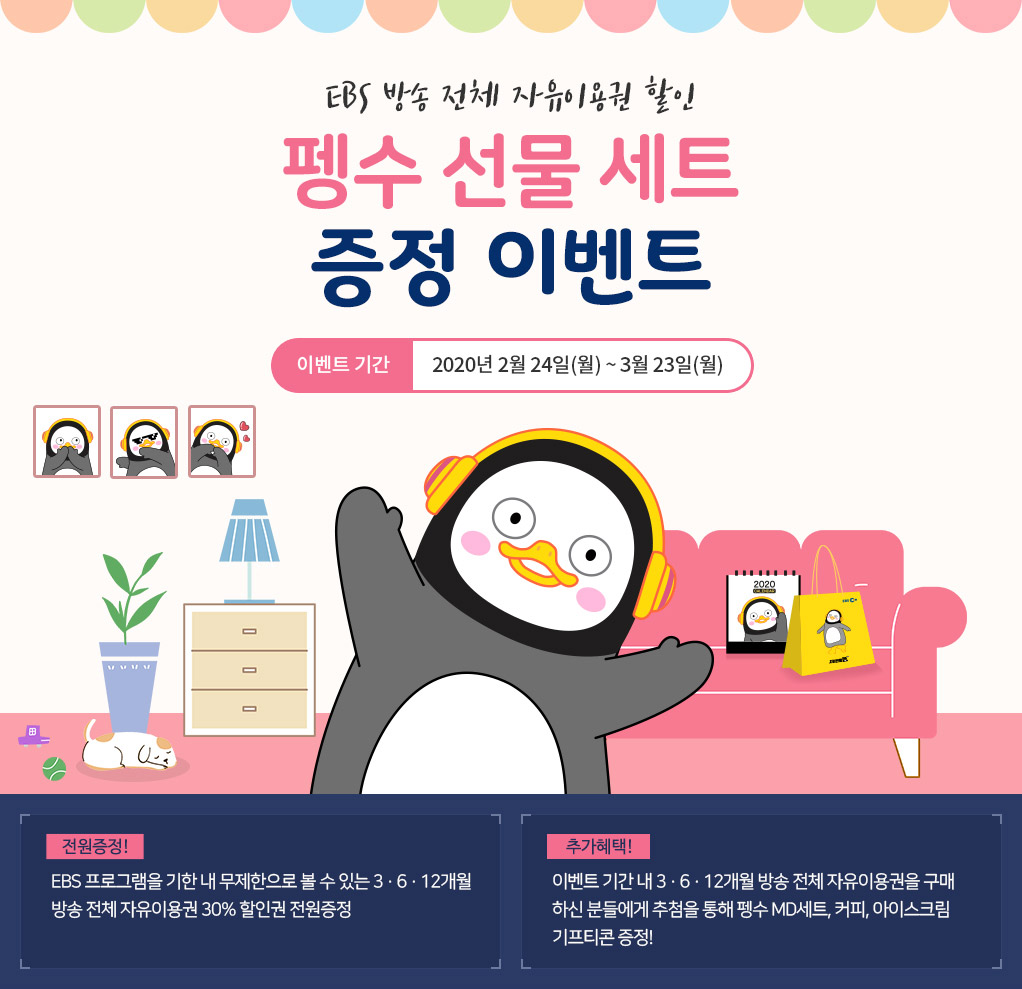 EBS 방송 전체 자유이용권 할인
펭수 선물 세트
증정 이벤트
이벤트 기간 2020년 2월 24일(월) ~ 3월 23일(월)
2020
CALENDAR
전원증정!
EBS 프로그램을 기한 내 무제한으로 볼 수 있는 3 · 6 · 12개월
방송 전체 자유이용권 30% 할인권 전원증정
추가혜택!
이벤트 기간 내 3 · 6 · 12개월 방송 전체 자유이용권을 구매
하신 분들에게 추첨을 통해 펭수 MD세트, 커피, 아이스크림
기프티콘 증정!